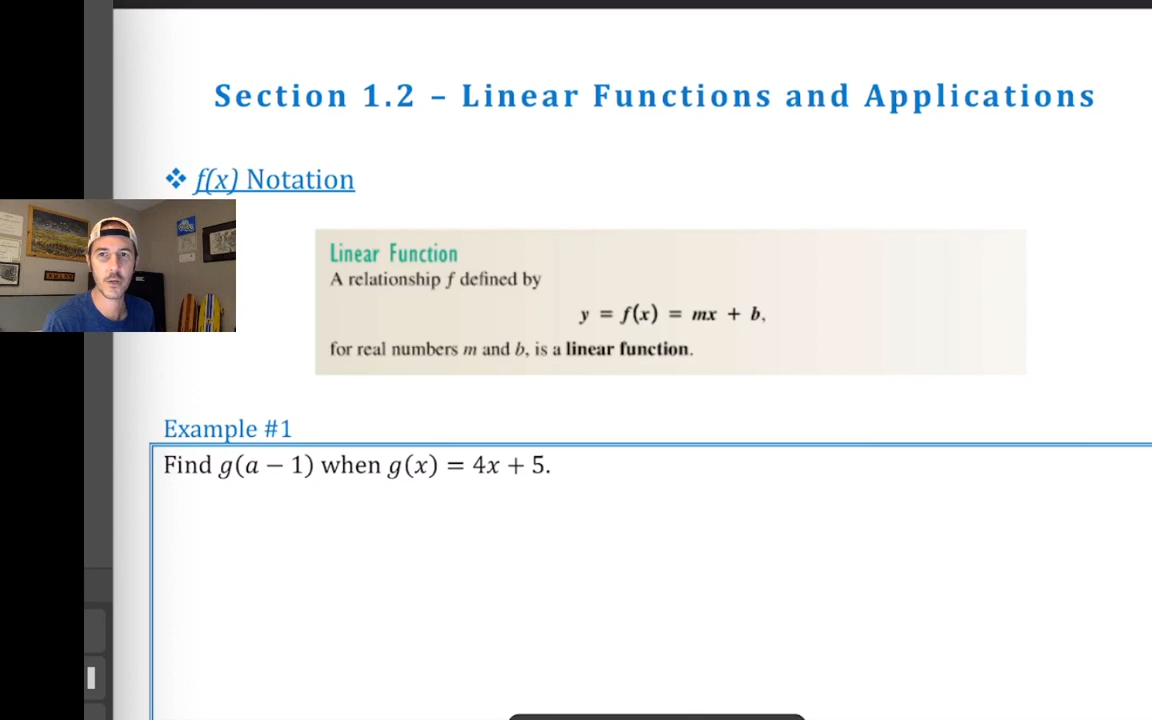 Section 1.2 – Linear Functions and Applications
❖ f(x) Notation
Linear Function
A relationship f defined by
y = f(x) = mx + b,
for real numbers m and b, is a linear function.
Example #1
Find g(a − 1) when g(x) = 4x + 5.